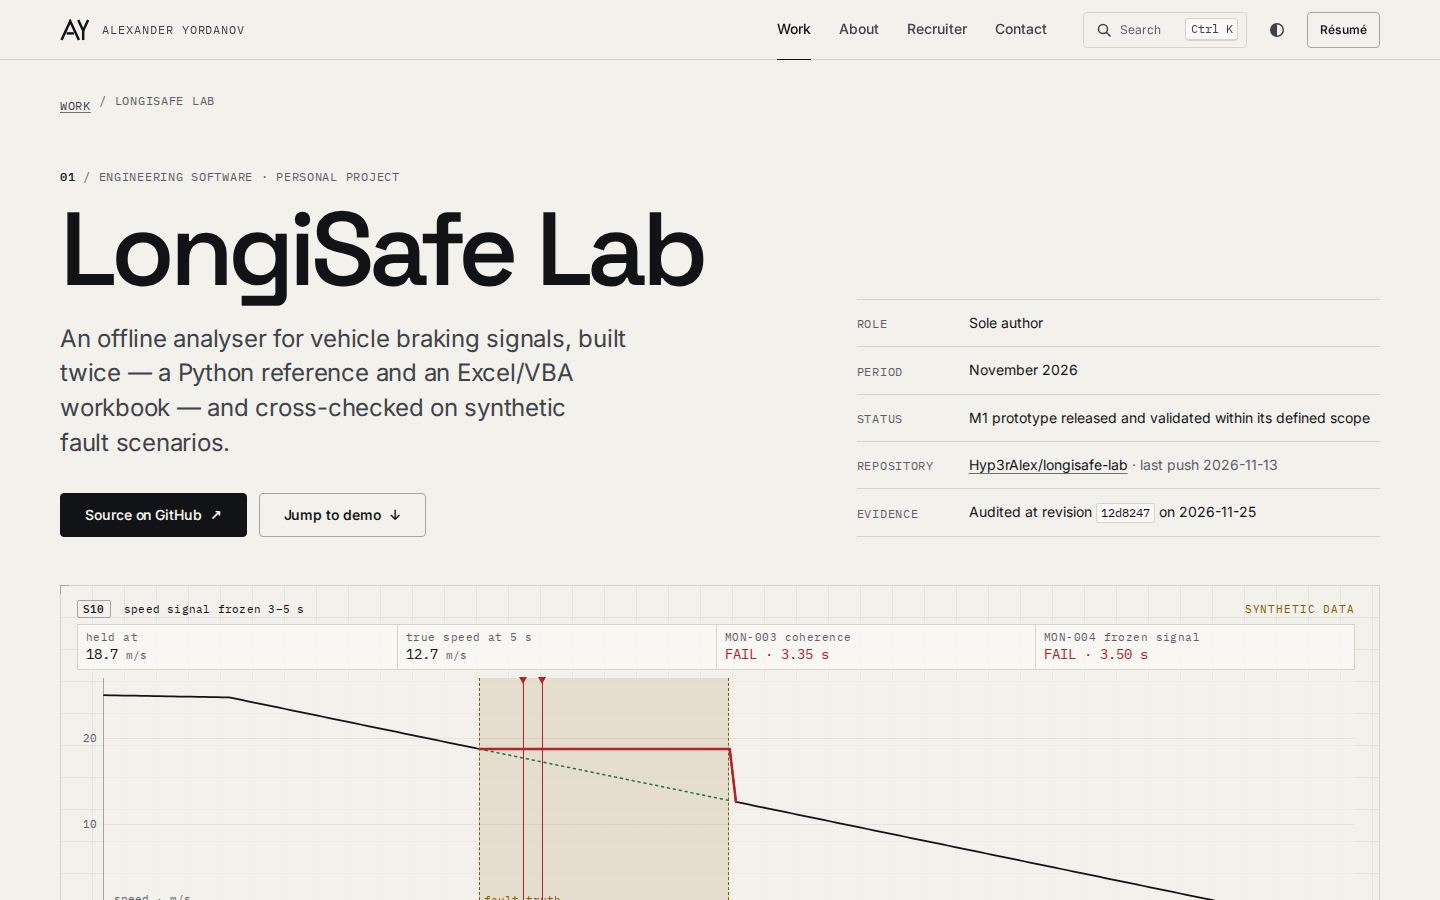 AY ALEXANDER YORDANOV
Work About Recruiter Contact Search Ctrl K Résumé
WORK / LONGISAFE LAB
01 / ENGINEERING SOFTWARE · PERSONAL PROJECT
LongiSafe Lab
An offline analyser for vehicle braking signals, built
twice — a Python reference and an Excel/VBA
workbook — and cross-checked on synthetic
fault scenarios.
Source on GitHub ↗ Jump to demo ↓
ROLE Sole author
PERIOD November 2026
STATUS M1 prototype released and validated within its defined scope
REPOSITORY Hyp3rAlex/longisafe-lab · last push 2026-11-13
EVIDENCE Audited at revision 12d8247 on 2026-11-25
S10 speed signal frozen 3–5 s SYNTHETIC DATA
held at
18.7 m/s
true speed at 5 s
12.7 m/s
MON-003 coherence
FAIL · 3.35 s
MON-004 frozen signal
FAIL · 3.50 s
20
10
speed · m/s
fault truth